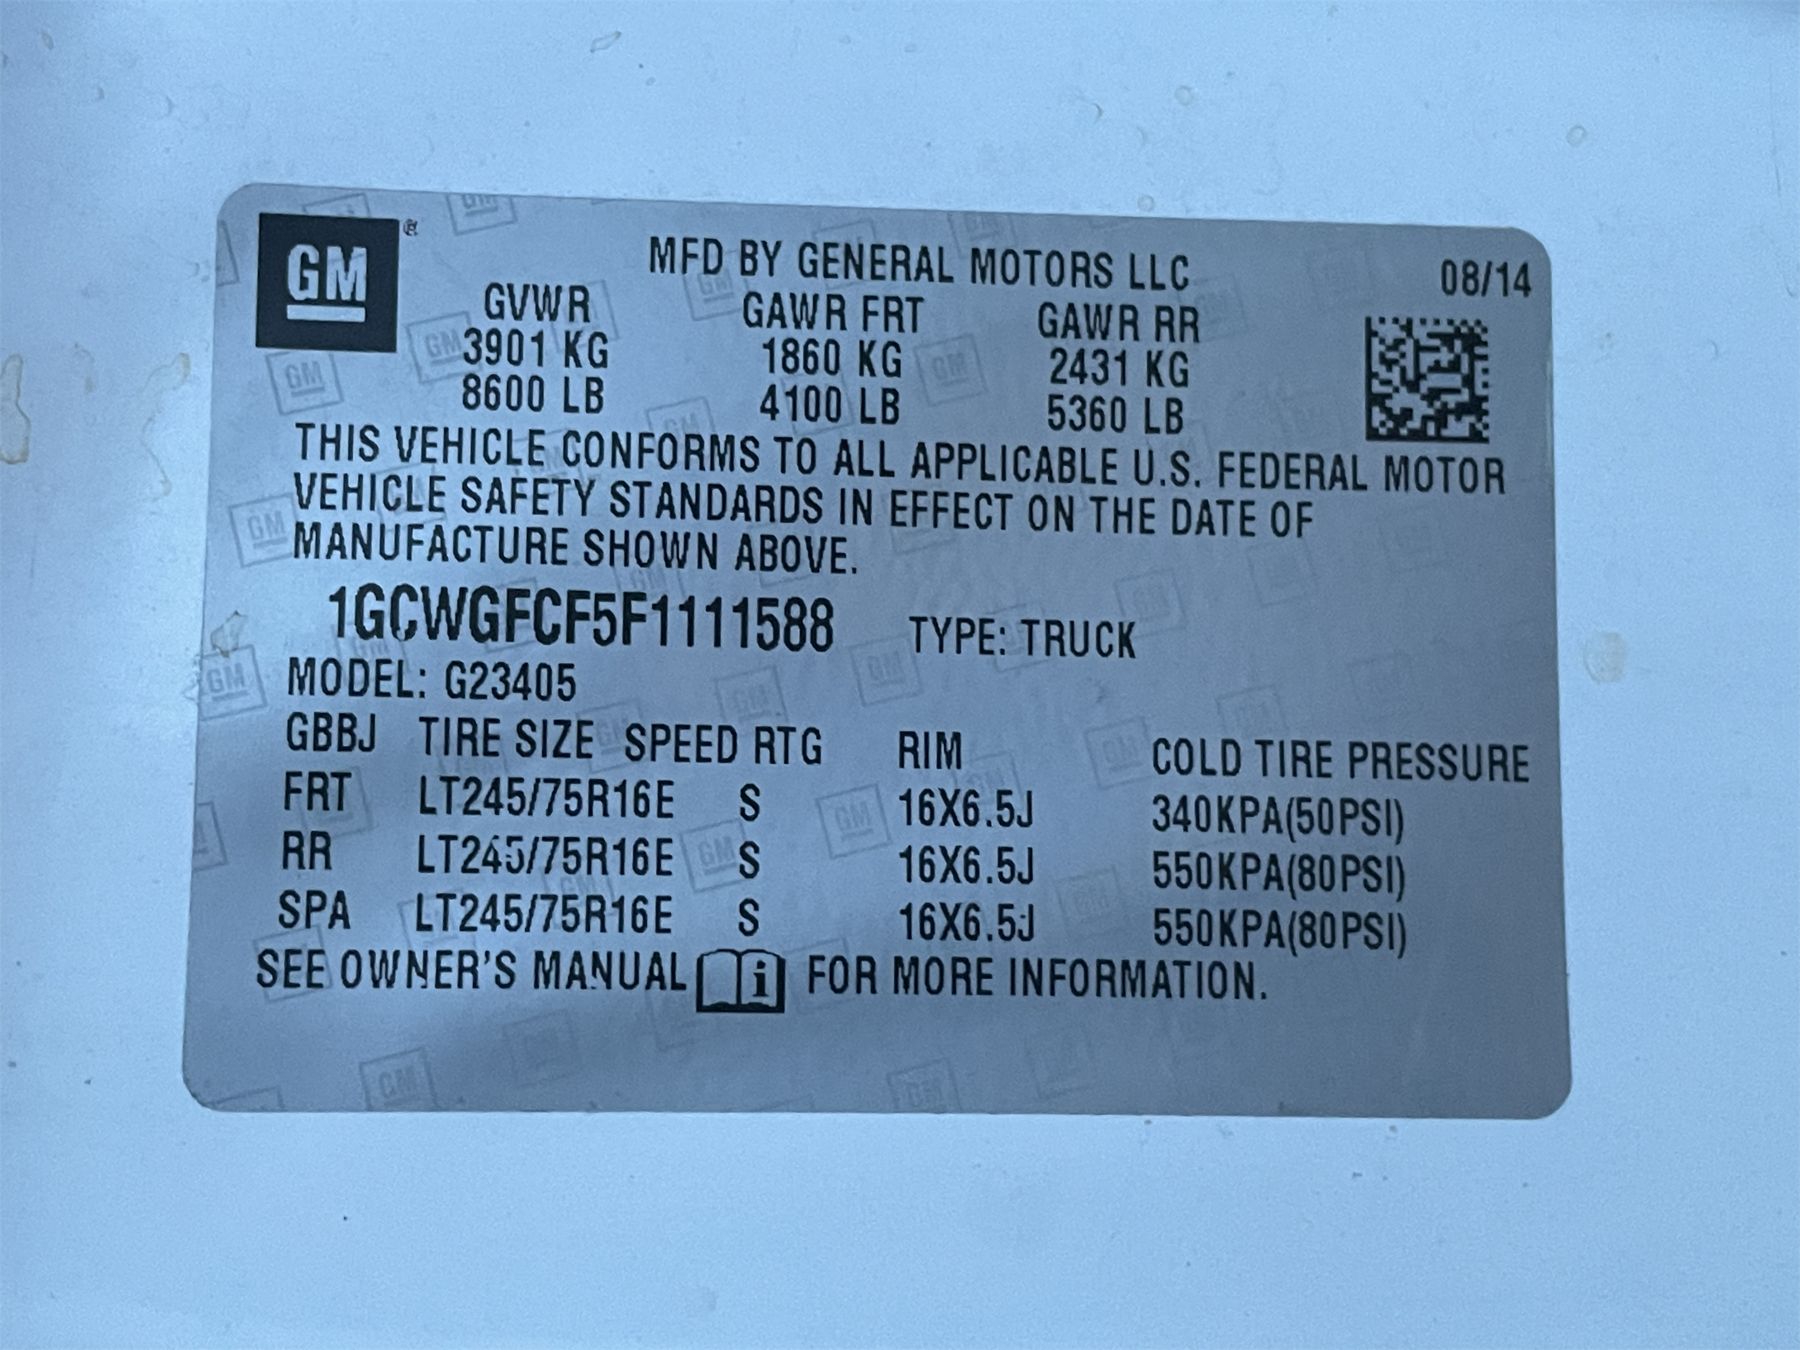 GM
MFD BY GENERAL MOTORS LLC 08/14
GVWR GAWR FRT GAWR RR
3901 KG 1860 KG 2431 KG
8600 LB 4100 LB 5360 LB
THIS VEHICLE CONFORMS TO ALL APPLICABLE U.S. FEDERAL MOTOR
VEHICLE SAFETY STANDARDS IN EFFECT ON THE DATE OF
MANUFACTURE SHOWN ABOVE.
1GCWGFCF5F1111588 TYPE: TRUCK
MODEL: G23405
GBBJ TIRE SIZE SPEED RTG RIM COLD TIRE PRESSURE
FRT LT245/75R16E S 16X6.5J 340KPA(50PSI)
RR LT245/75R16E S 16X6.5J 550KPA(80PSI)
SPA LT245/75R16E S 16X6.5J 550KPA(80PSI)
SEE OWNER'S MANUAL i FOR MORE INFORMATION.